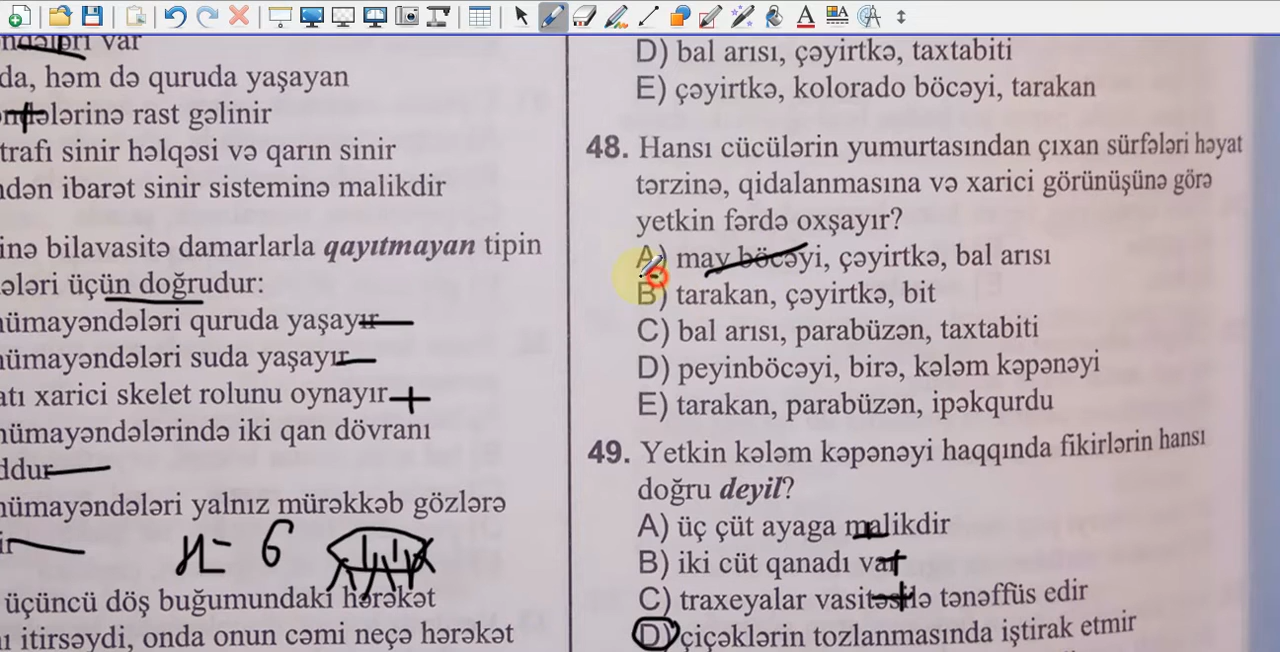 var
da, həm də quruda yaşayan
rast gəlinir
trafı sinir həlqəsi və qarın sinir
ndən ibarət sinir sisteminə malikdir
inə bilavasitə damarlarla qayıtmayan tipin
ələri üçün doğrudur:
nümayəndələri quruda yaşayır
nümayəndələri suda yaşayır
atı xarici skelet rolunu oynayır
nümayəndələrində iki qan dövranı
ddur
nümayəndələri yalnız mürəkkəb gözlərə
ir
6
üçüncü döş buğumundakı hərəkət
nı itirsəydi, onda onun cəmi neçə hərəkət
D) bal arısı, çəyirtkə, taxtabiti
E) çəyirtkə, kolorado böcəyi, tarakan
48. Hansı cücülərin yumurtasından çıxan sürfələri həyat
tərzinə, qidalanmasına və xarici görünüşünə görə
yetkin fərdə oxşayır?
A) may böcəyi, çəyirtkə, bal arısı
B) tarakan, çəyirtkə, bit
C) bal arısı, parabüzən, taxtabiti
D) peyinböcəyi, birə, kələm kəpənəyi
E) tarakan, parabüzən, ipəkqurdu
49. Yetkin kələm kəpənəyi haqqında fikirlərin hansı
doğru deyil?
A) üç çüt ayaga malikdir
B) iki cüt qanadı var
C) traxeyalar vasitəsilə tənəffüs edir
D) çiçəklərin tozlanmasında iştirak etmir